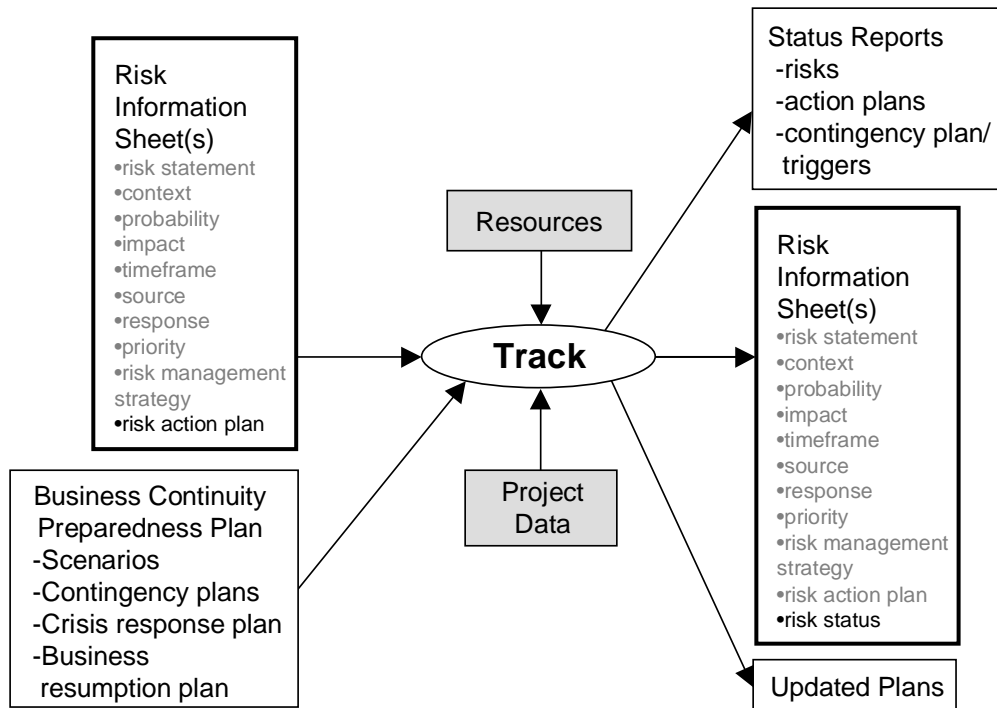 Risk
Information
Sheet(s)
•risk statement
•context
•probability
•impact
•timeframe
•source
•response
•priority
•risk management
strategy
•risk action plan
Business Continuity
Preparedness Plan
-Scenarios
-Contingency plans
-Crisis response plan
-Business
resumption plan
Resources
Track
Project
Data
Status Reports
-risks
-action plans
-contingency plan/
triggers
Risk
Information
Sheet(s)
•risk statement
•context
•probability
•impact
•timeframe
•source
•response
•priority
•risk management
strategy
•risk action plan
•risk status
Updated Plans